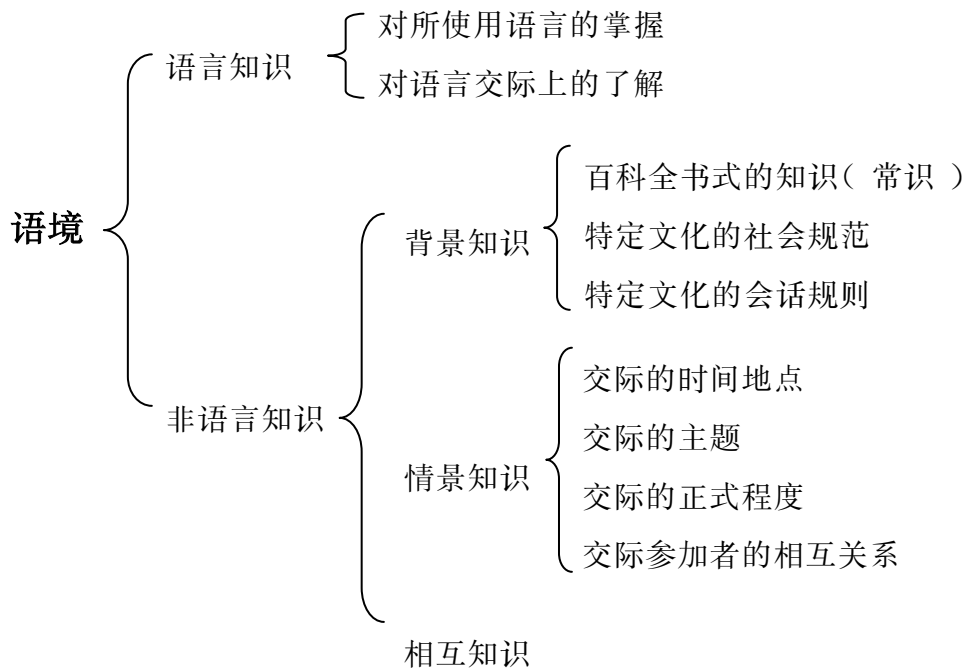 对所使用语言的掌握
语言知识
对语言交际上的了解
百科全书式的知识( 常识 )
语境
背景知识
特定文化的社会规范
特定文化的会话规则
交际的时间地点
非语言知识
交际的主题
情景知识
交际的正式程度
交际参加者的相互关系
相互知识